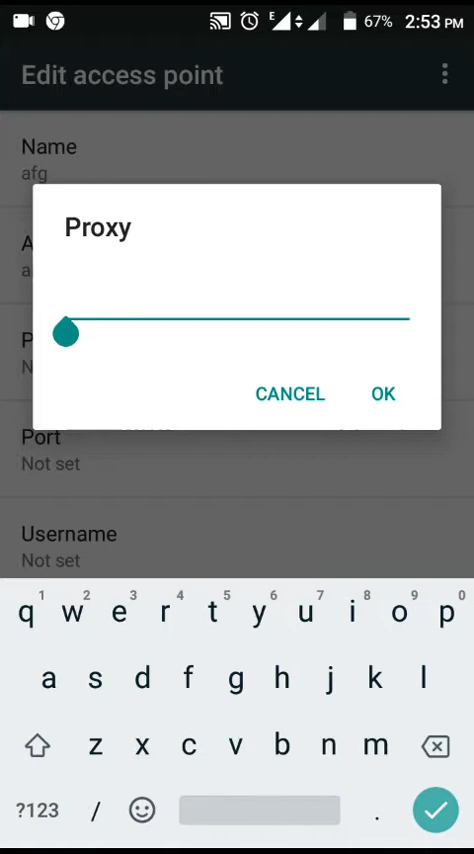 E 67% 2:53 PM
Edit access point
Name
afg
Proxy
CANCEL OK
Port
Not set
Username
Not set
1 2 3 4 5 6 7 8 9 0
q w e r t y u i o p
a s d f g h j k l
z x c v b n m
?123 / .